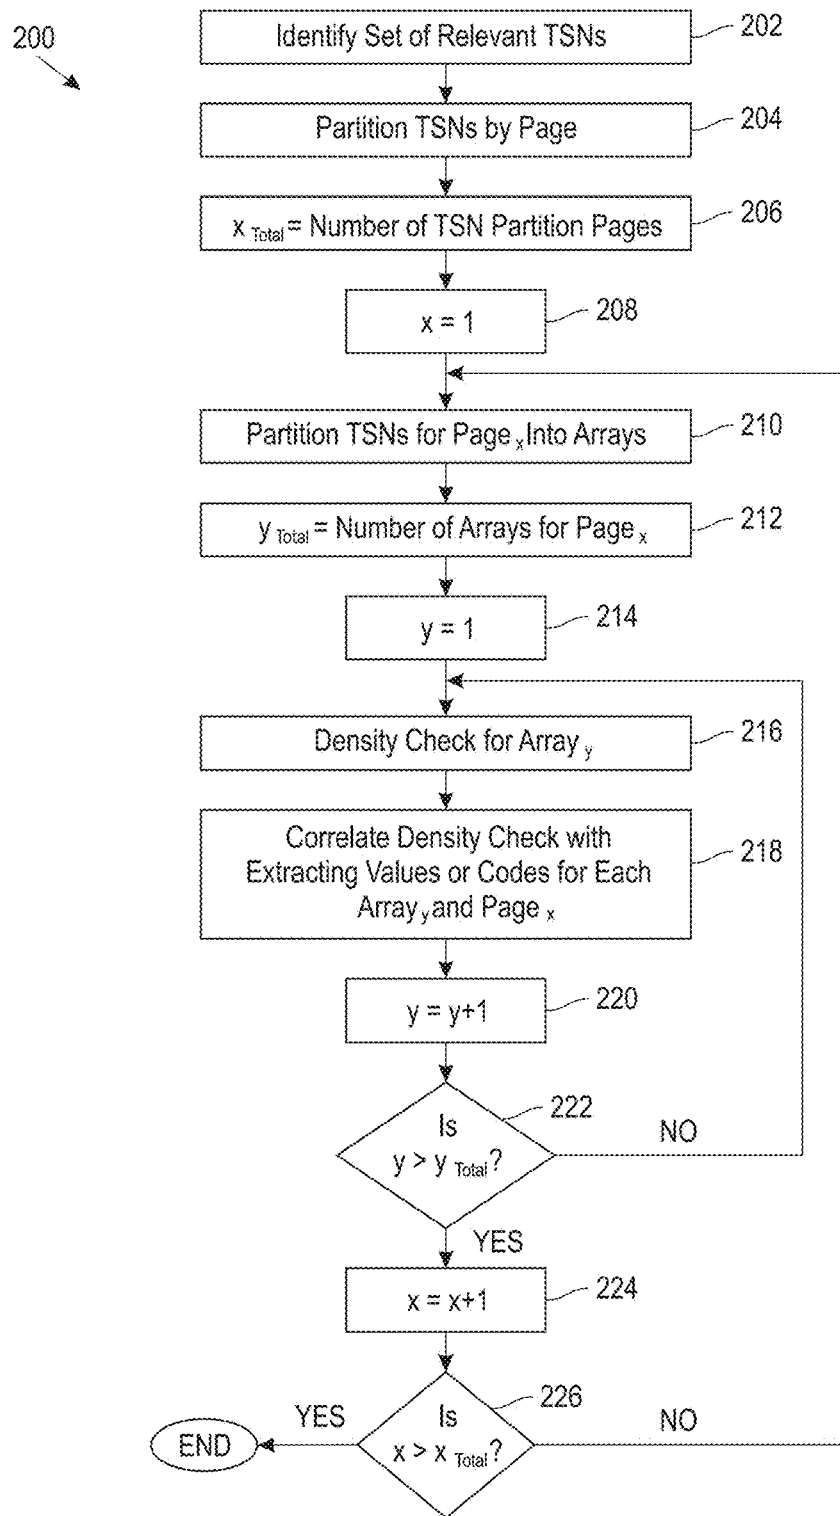 200
Identify Set of Relevant TSNs
202
Partition TSNs by Page
204
x Total = Number of TSN Partition Pages
206
x = 1
208
Partition TSNs for Page x Into Arrays
210
y Total = Number of Arrays for Page x
212
y = 1
214
Density Check for Array y
216
Correlate Density Check with
Extracting Values or Codes for Each
Array y and Page x
218
y = y+1
220
Is
y > y Total?
222
NO
YES
x = x+1
224
Is
x > x Total?
226
YES
NO
END